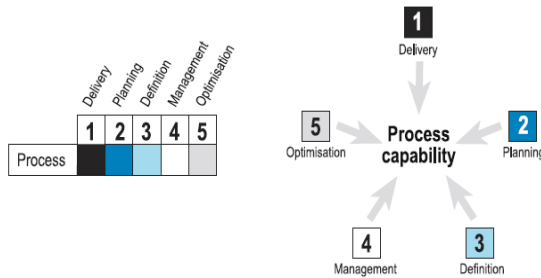 Delivery
Planning
Definition
Management
Optimisation
1 2 3 4 5
Process
1
Delivery
5
Optimisation
Process
capability
2
Planning
4
Management
3
Definition